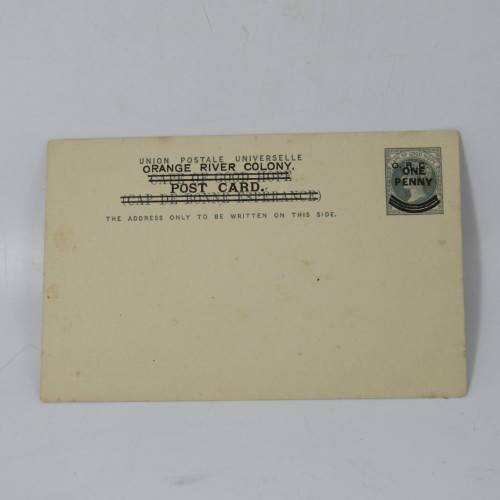 UNION POSTALE UNIVERSELLE
ORANGE RIVER COLONY.
CAPE OF GOOD HOPE
POST CARD.
(CAP DE BONNE ESPÉRANCE)
THE ADDRESS ONLY TO BE WRITTEN ON THIS SIDE.
O. R. C.
ONE
PENNY